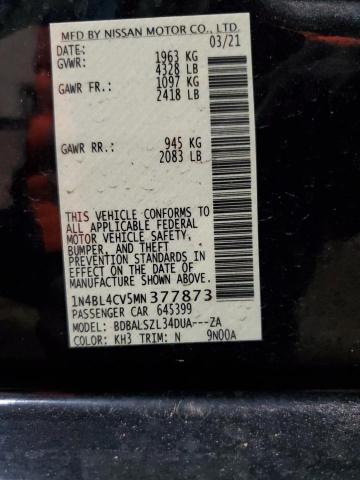 MFD BY NISSAN MOTOR CO., LTD.
DATE: 03/21
GVWR: 1963 KG
4328 LB
GAWR FR.: 1097 KG
2418 LB
GAWR RR.: 945 KG
2083 LB
THIS VEHICLE CONFORMS TO
ALL APPLICABLE FEDERAL
MOTOR VEHICLE SAFETY,
BUMPER, AND THEFT
PREVENTION STANDARDS IN
EFFECT ON THE DATE OF
MANUFACTURE SHOWN ABOVE.
1N4BL4CV5MN377873
PASSENGER CAR 645399
MODEL: BDBALSZL34DUA---ZA
COLOR: KH3 TRIM: N 9N00A